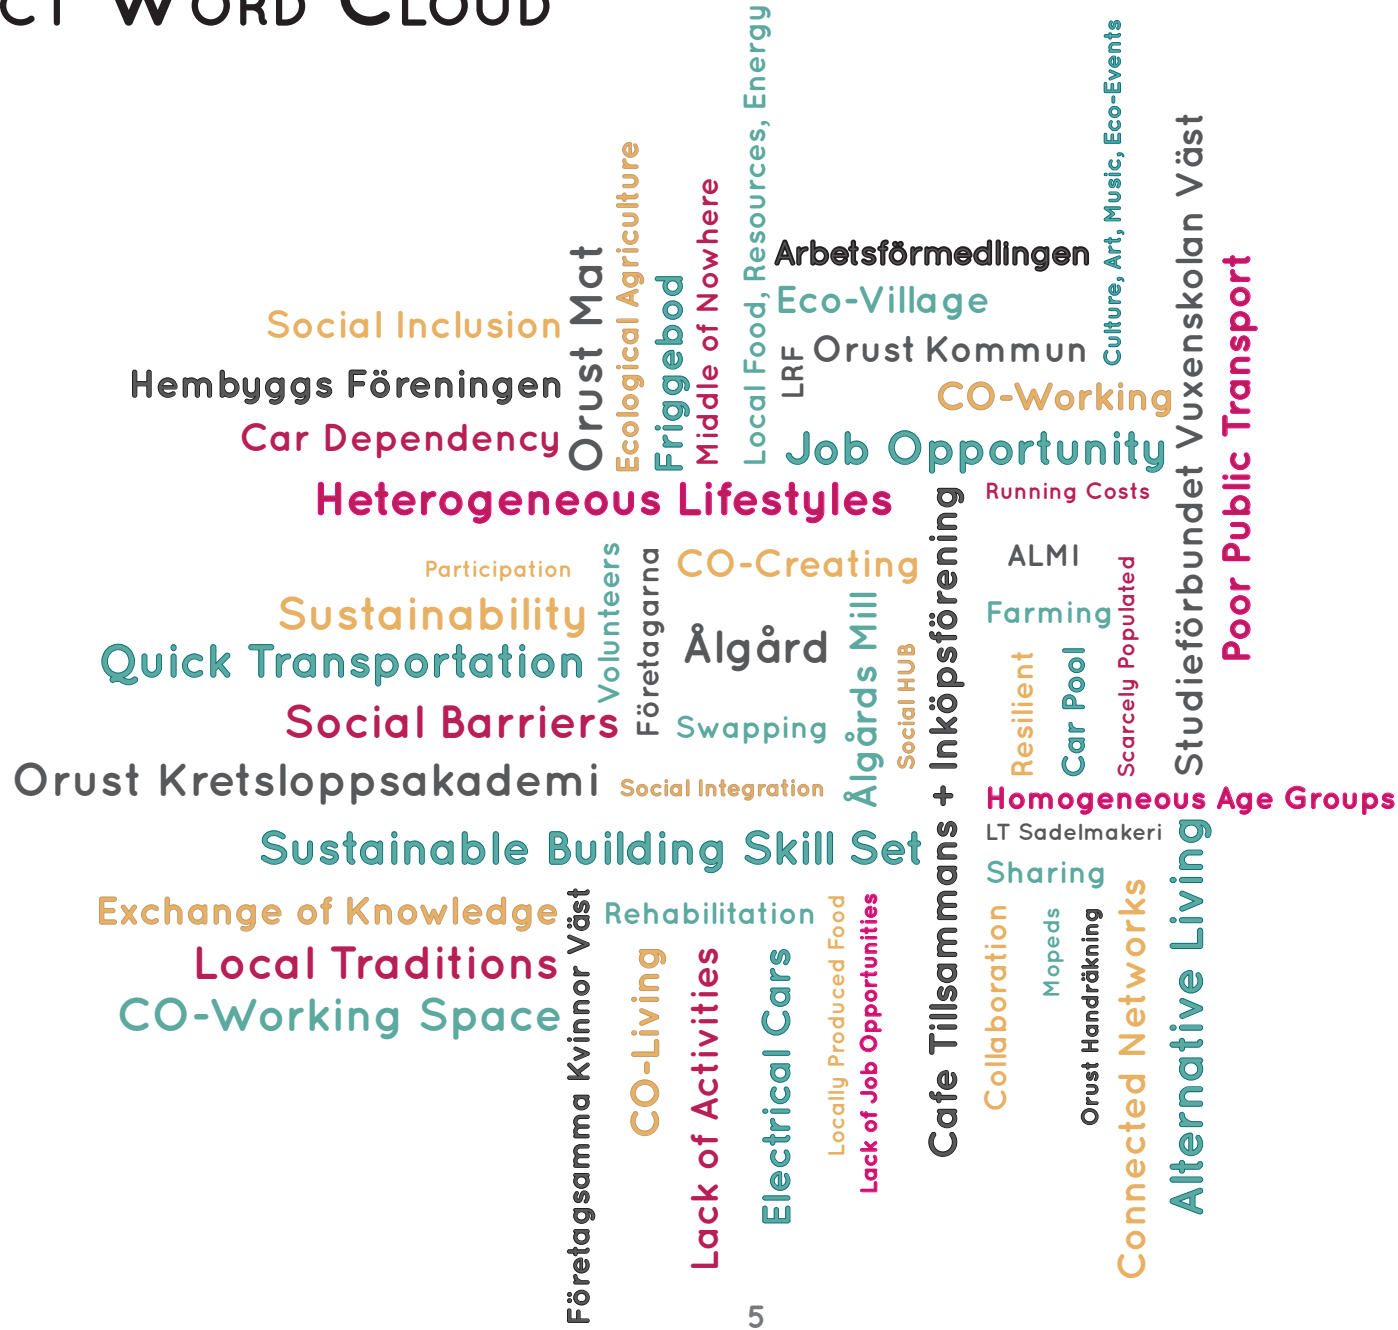 CT WORD CLOUD
Local Food, Resources, Energy
Culture, Art, Music, Eco-Events
Studieförbundet Vuxenskolan Väst
Ecological Agriculture
Middle of Nowhere
Orust Mat
Friggebod
Arbetsförmedlingen
Poor Public Transport
Eco-Village
Social Inclusion
LRF
Orust Kommun
Hembyggs Föreningen
CO-Working
Car Dependency
Job Opportunity
Heterogeneous Lifestyles
Running Costs
Cafe Tillsammans + Inköpsförening
Participation
Volunteers
Företagarna
CO-Creating
ALMI
Scarcely Populated
Sustainability
Ålgårds Mill
Farming
Quick Transportation
Ålgård
Social HUB
Resilient
Car Pool
Social Barriers
Swapping
Orust Kretsloppsakademi
Social Integration
Homogeneous Age Groups
LT Sadelmakeri
Alternative Living
Sustainable Building Skill Set
Sharing
Connected Networks
Företagsamma Kvinnor Väst
Exchange of Knowledge
Rehabilitation
Locally Produced Food
Lack of Job Opportunities
Collaboration
Mopeds
Orust Handräkning
Local Traditions
CO-Living
Lack of Activities
Electrical Cars
CO-Working Space
5